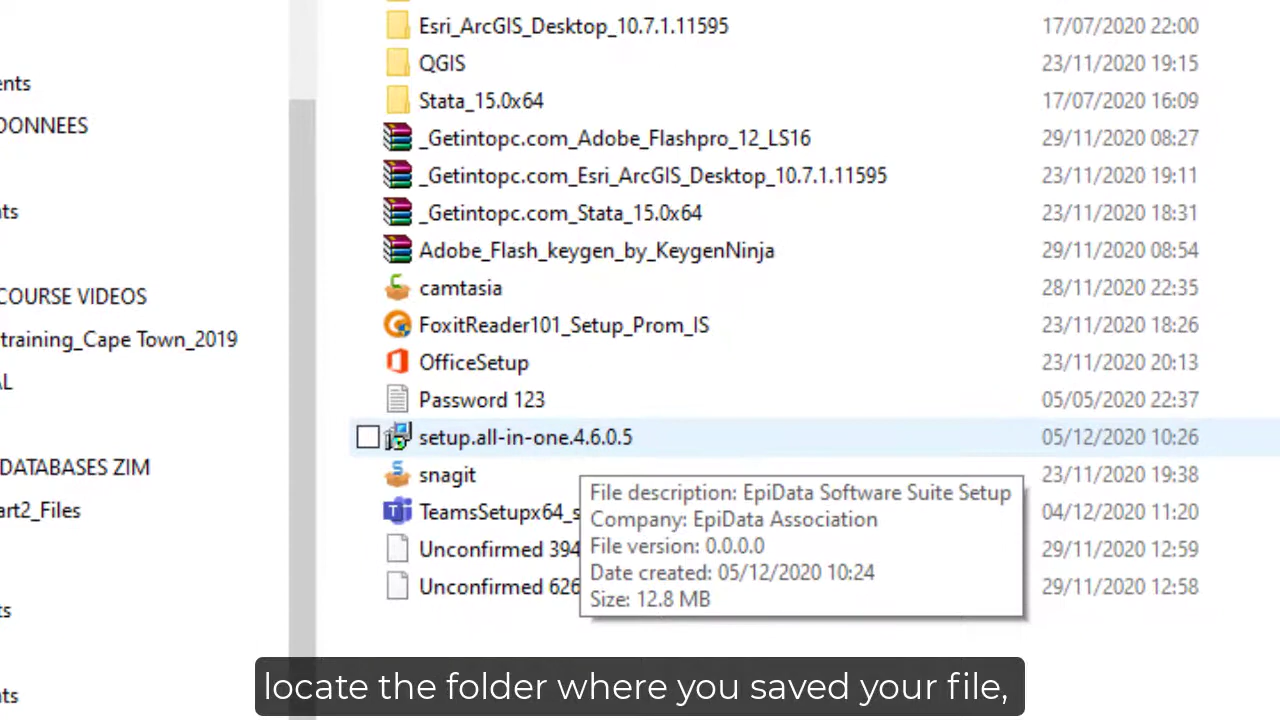 Esri_ArcGIS_Desktop_10.7.1.11595 17/07/2020 22:00
QGIS 23/11/2020 19:15
ents
Stata_15.0x64 17/07/2020 16:09
DONNEES
_Getintopc.com_Adobe_Flashpro_12_LS16 29/11/2020 08:27
_Getintopc.com_Esri_ArcGIS_Desktop_10.7.1.11595 23/11/2020 19:11
ts
_Getintopc.com_Stata_15.0x64 23/11/2020 18:31
Adobe_Flash_keygen_by_KeygenNinja 29/11/2020 08:54
camtasia 28/11/2020 22:35
COURSE VIDEOS
FoxitReader101_Setup_Prom_IS 23/11/2020 18:26
training_Cape Town_2019
OfficeSetup 23/11/2020 20:13
AL
Password 123 05/05/2020 22:37
setup.all-in-one.4.6.0.5 05/12/2020 10:26
DATABASES ZIM
snagit 23/11/2020 19:38
File description: EpiData Software Suite Setup
art2_Files
TeamsSetupx64_s 04/12/2020 11:20
Company: EpiData Association
File version: 0.0.0.0
Unconfirmed 394 29/11/2020 12:59
Date created: 05/12/2020 10:24
Unconfirmed 626 29/11/2020 12:58
Size: 12.8 MB
ts
locate the folder where you saved your file,
ts